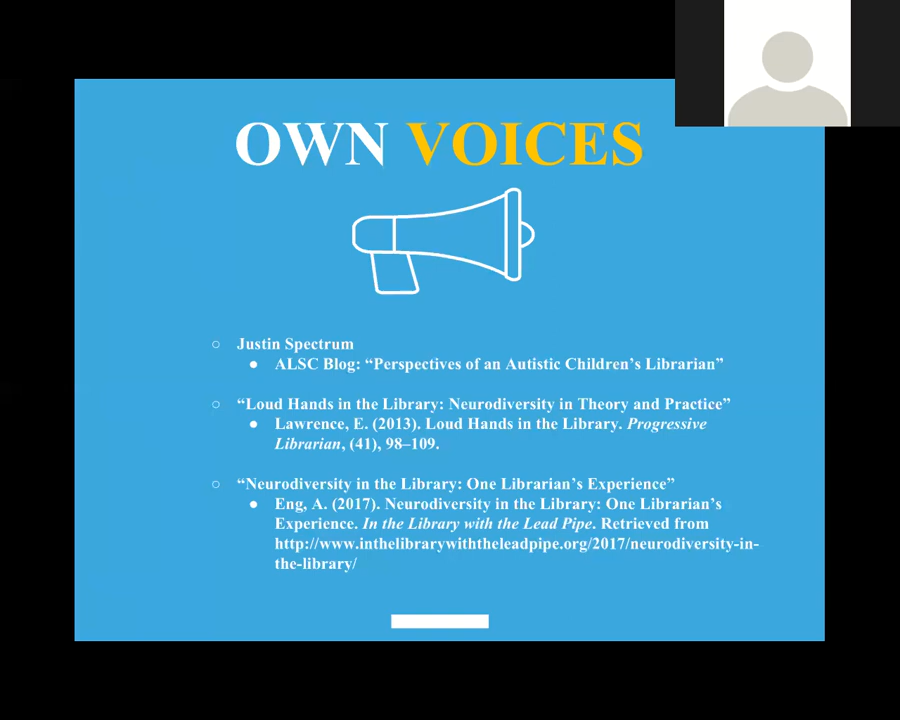 OWN VOICES
Justin Spectrum
ALSC Blog: “Perspectives of an Autistic Children’s Librarian”
“Loud Hands in the Library: Neurodiversity in Theory and Practice”
Lawrence, E. (2013). Loud Hands in the Library. Progressive
Librarian, (41), 98–109.
“Neurodiversity in the Library: One Librarian’s Experience”
Eng, A. (2017). Neurodiversity in the Library: One Librarian’s
Experience. In the Library with the Lead Pipe. Retrieved from
http://www.inthelibrarywiththeleadpipe.org/2017/neurodiversity-in-
the-library/